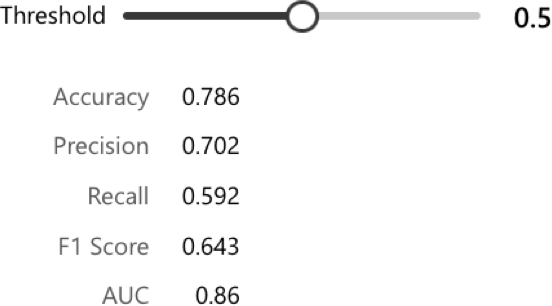 Threshold 0.5
Accuracy 0.786
Precision 0.702
Recall 0.592
F1 Score 0.643
AUC 0.86